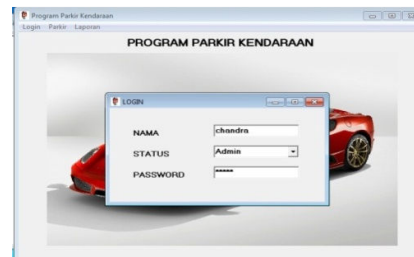 Program Parkir Kendaraan
Login Parkir Laporan
PROGRAM PARKIR KENDARAAN
LOGIN
NAMA chandra
STATUS Admin
PASSWORD *****